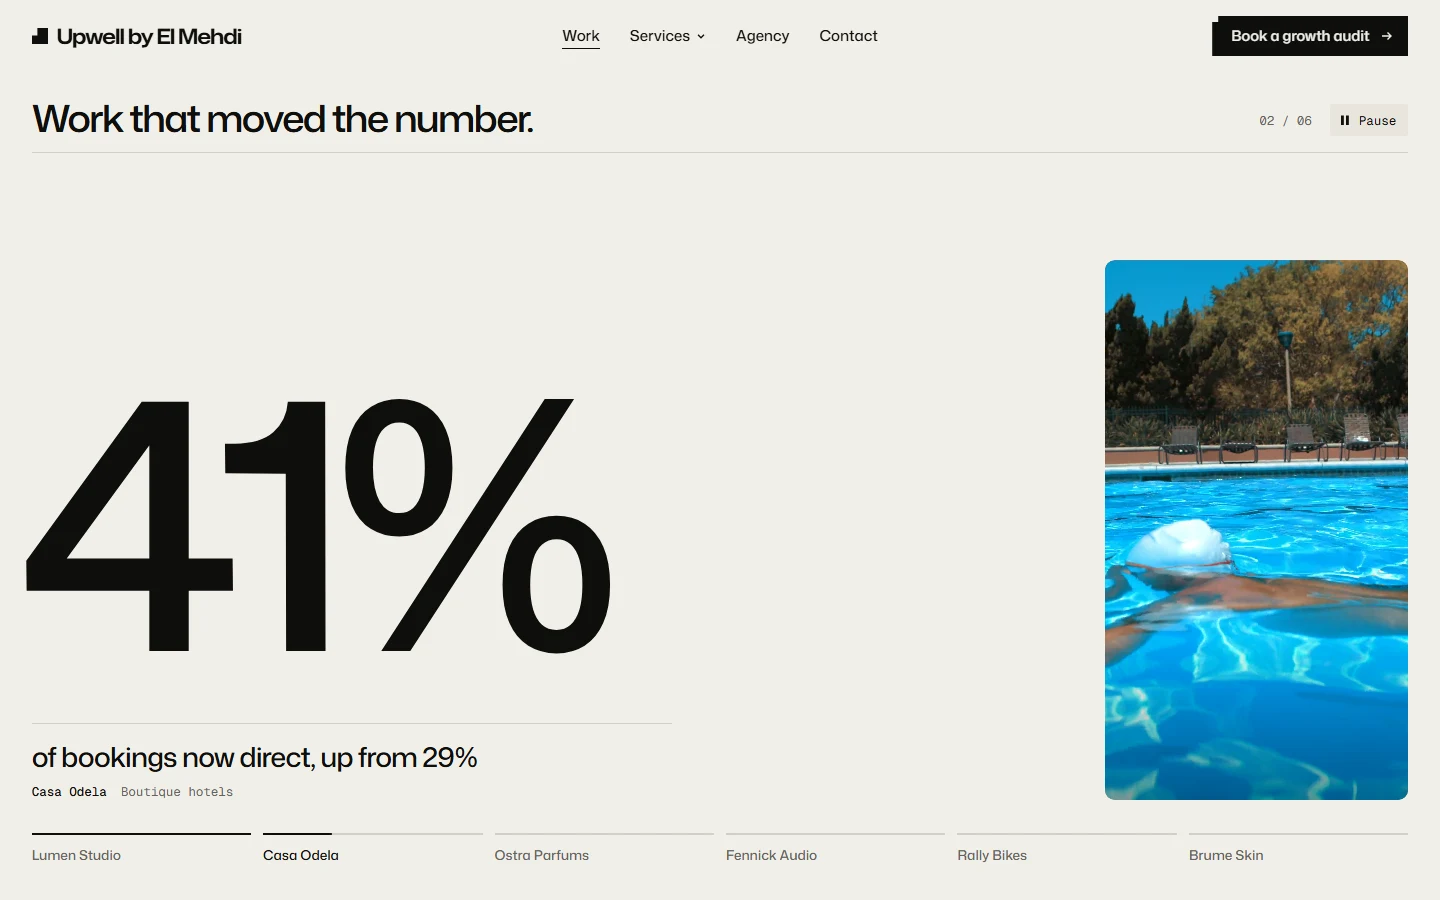 Upwell by El Mehdi
Work
Services
Agency
Contact
Book a growth audit →
Work that moved the number.
02 / 06
Pause
41%
of bookings now direct, up from 29%
Casa Odela Boutique hotels
Lumen Studio
Casa Odela
Ostra Parfums
Fennick Audio
Rally Bikes
Brume Skin